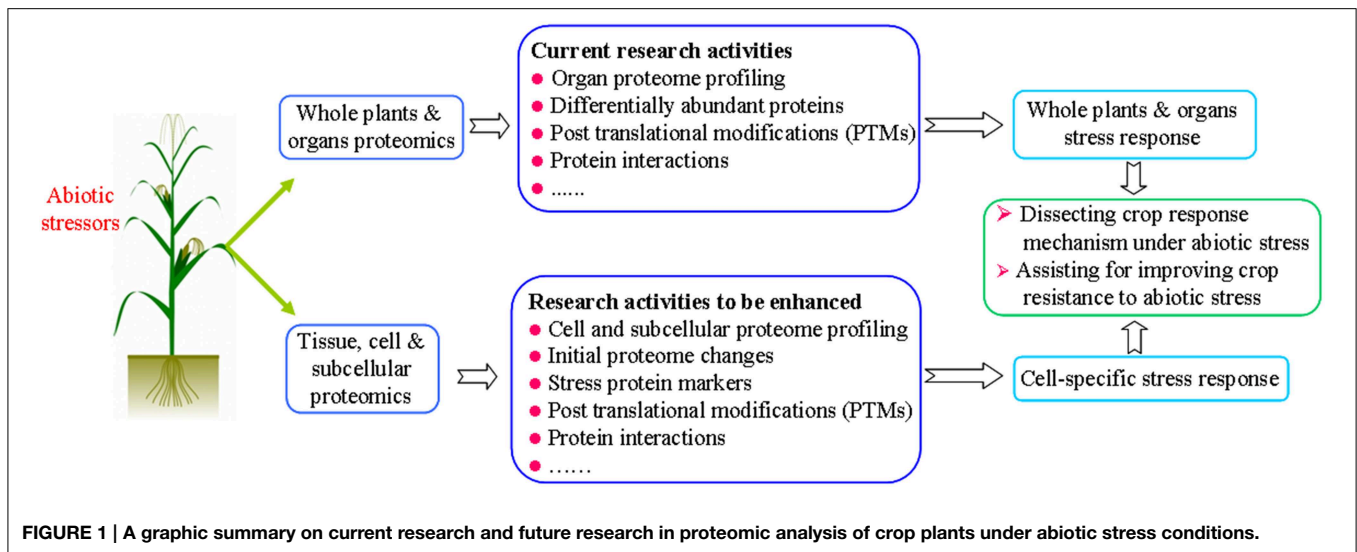 Abiotic
stressors
Whole plants &
organs proteomics
Current research activities
● Organ proteome profiling
● Differentially abundant proteins
● Post translational modifications (PTMs)
● Protein interactions
● ......
Whole plants & organs
stress response
➢ Dissecting crop response
mechanism under abiotic stress
➢ Assisting for improving crop
resistance to abiotic stress
Tissue, cell &
subcellular
proteomics
Research activities to be enhanced
● Cell and subcellular proteome profiling
● Initial proteome changes
● Stress protein markers
● Post translational modifications (PTMs)
● Protein interactions
● ......
Cell-specific stress response
FIGURE 1 | A graphic summary on current research and future research in proteomic analysis of crop plants under abiotic stress conditions.